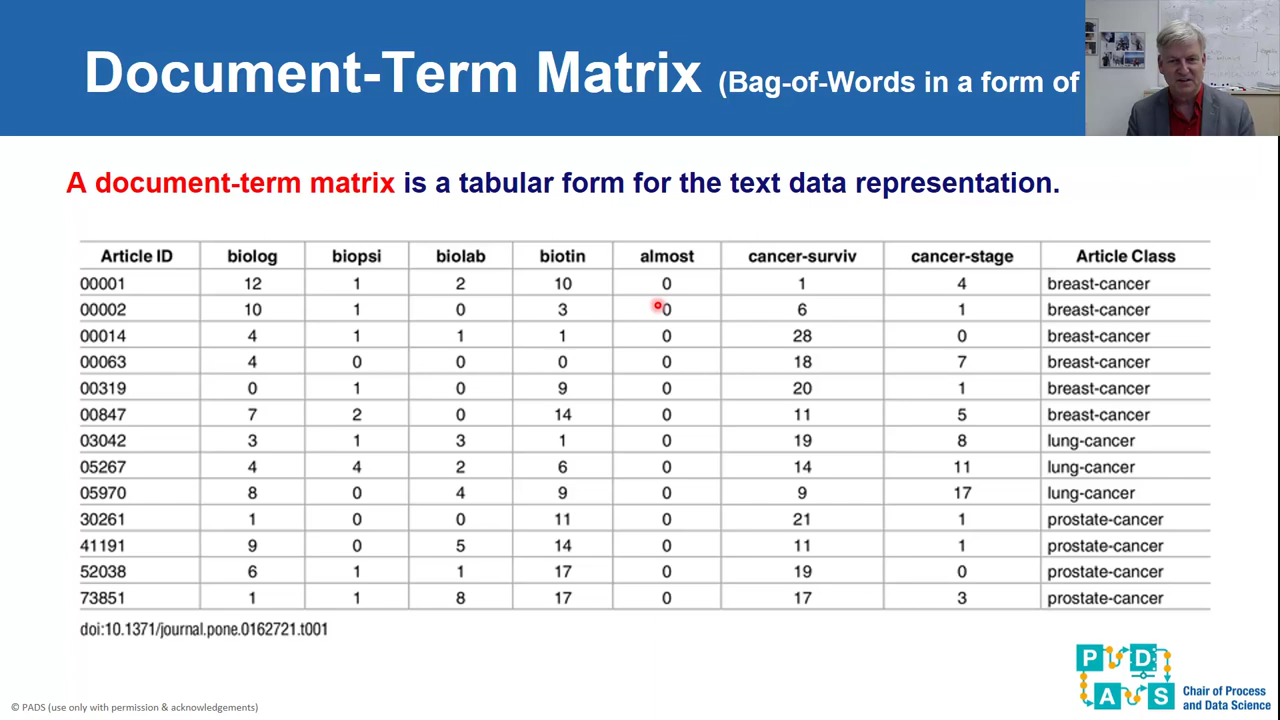 Document-Term Matrix (Bag-of-Words in a form of
A document-term matrix is a tabular form for the text data representation.
Article ID biolog biopsi biolab biotin almost cancer-surviv cancer-stage Article Class
00001 12 1 2 10 0 1 4 breast-cancer
00002 10 1 0 3 0 6 1 breast-cancer
00014 4 1 1 1 0 28 0 breast-cancer
00063 4 0 0 0 0 18 7 breast-cancer
00319 0 1 0 9 0 20 1 breast-cancer
00847 7 2 0 14 0 11 5 breast-cancer
03042 3 1 3 1 0 19 8 lung-cancer
05267 4 4 2 6 0 14 11 lung-cancer
05970 8 0 4 9 0 9 17 lung-cancer
30261 1 0 0 11 0 21 1 prostate-cancer
41191 9 0 5 14 0 11 1 prostate-cancer
52038 6 1 1 17 0 19 0 prostate-cancer
73851 1 1 8 17 0 17 3 prostate-cancer
doi:10.1371/journal.pone.0162721.t001
P D
A S
Chair of Process
and Data Science
© PADS (use only with permission & acknowledgements)